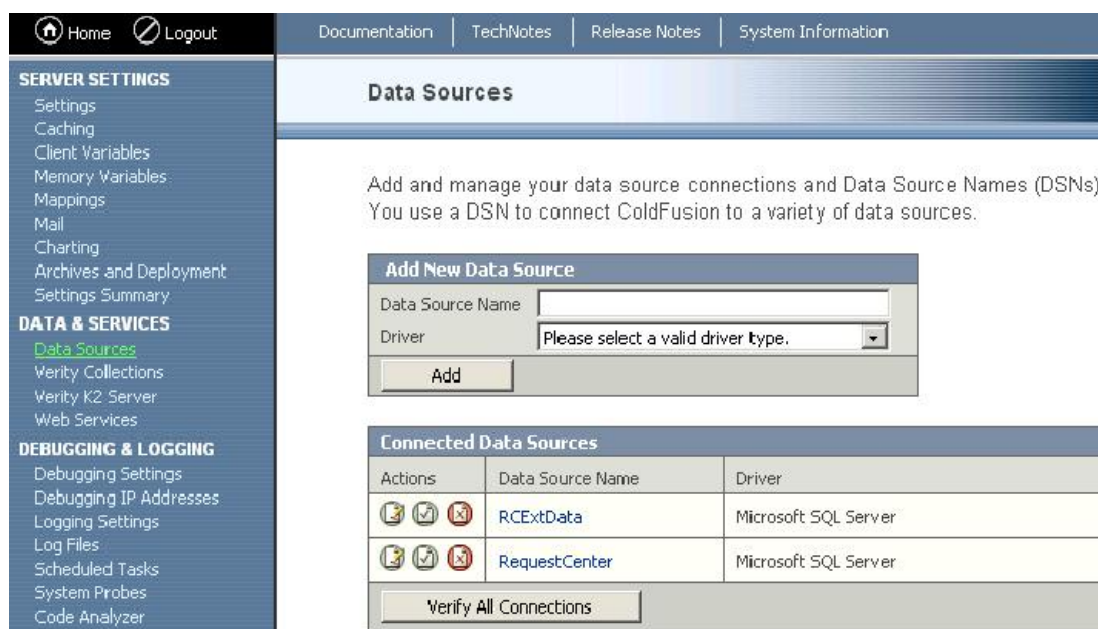 Home Logout
Documentation TechNotes Release Notes System Information
SERVER SETTINGS
Settings
Caching
Client Variables
Memory Variables
Mappings
Mail
Charting
Archives and Deployment
Settings Summary
DATA & SERVICES
Data Sources
Verity Collections
Verity K2 Server
Web Services
DEBUGGING & LOGGING
Debugging Settings
Debugging IP Addresses
Logging Settings
Log Files
Scheduled Tasks
System Probes
Code Analyzer
Data Sources
Add and manage your data source connections and Data Source Names (DSNs)
You use a DSN to connect ColdFusion to a variety of data sources.
Add New Data Source
Data Source Name
Driver Please select a valid driver type.
Add
Connected Data Sources
Actions Data Source Name Driver
RCExtData Microsoft SQL Server
RequestCenter Microsoft SQL Server
Verify All Connections